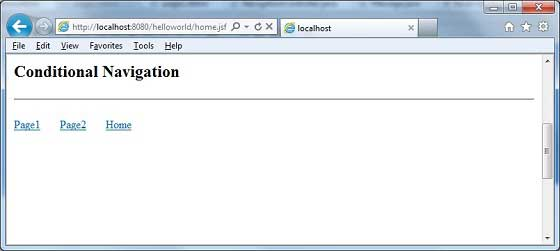 http://localhost:8080/helloworld/home.jsf
localhost
File Edit View Favorites Tools Help
Conditional Navigation
Page1 Page2 Home